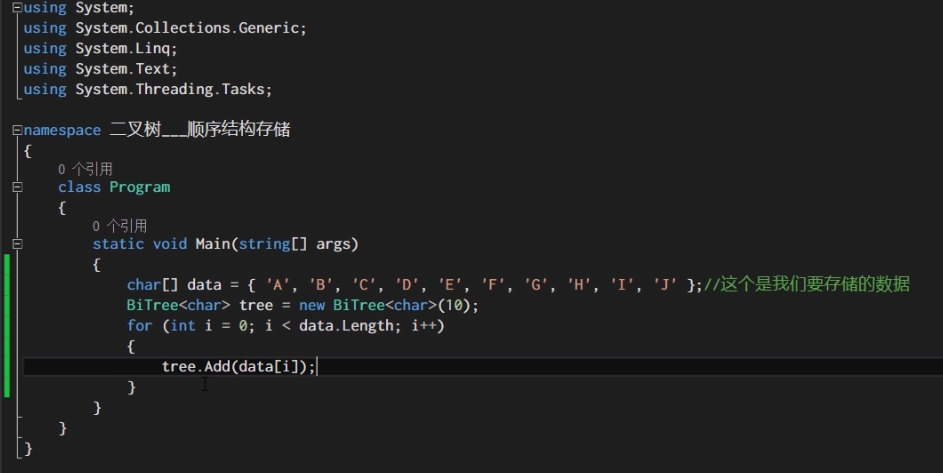 using System;
using System.Collections.Generic;
using System.Linq;
using System.Text;
using System.Threading.Tasks;
namespace 二叉树___顺序结构存储
{
0 个引用
class Program
{
0 个引用
static void Main(string[] args)
{
char[] data = { 'A', 'B', 'C', 'D', 'E', 'F', 'G', 'H', 'I', 'J' };//这个是我们要存储的数据
BiTree<char> tree = new BiTree<char>(10);
for (int i = 0; i < data.Length; i++)
{
tree.Add(data[i]);
}
}
}
}